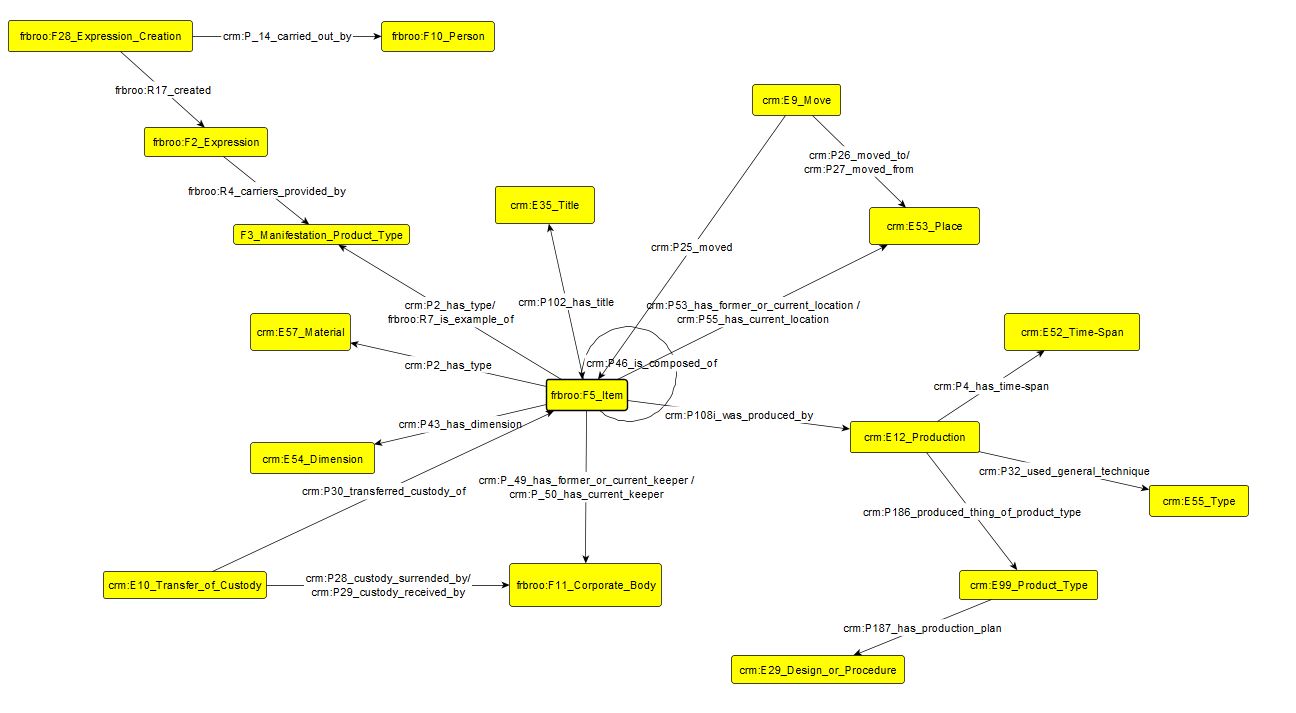 frbroo:F28_Expression_Creation
crm:P_14_carried_out_by
frbroo:F10_Person
frbroo:R17_created
crm:E9_Move
frbroo:F2_Expression
crm:P26_moved_to/
crm:P27_moved_from
frbroo:R4_carriers_provided_by
crm:E35_Title
crm:E53_Place
F3_Manifestation_Product_Type
crm:P25_moved
crm:P102_has_title
crm:P2_has_type/
frbroo:R7_is_example_of
crm:P53_has_former_or_current_location /
crm:P55_has_current_location
crm:E57_Material
crm:E52_Time-Span
crm:P2_has_type
crm:P46_is_composed_of
crm:P4_has_time-span
frbroo:F5_Item
crm:P108i_was_produced_by
crm:P43_has_dimension
crm:E12_Production
crm:E54_Dimension
crm:P32_used_general_technique
crm:P30_transferred_custody_of
crm:P_49_has_former_or_current_keeper /
crm:P_50_has_current_keeper
crm:E55_Type
crm:P186_produced_thing_of_product_type
crm:E10_Transfer_of_Custody
crm:P28_custody_surrended_by/
crm:P29_custody_received_by
frbroo:F11_Corporate_Body
crm:E99_Product_Type
crm:P187_has_production_plan
crm:E29_Design_or_Procedure